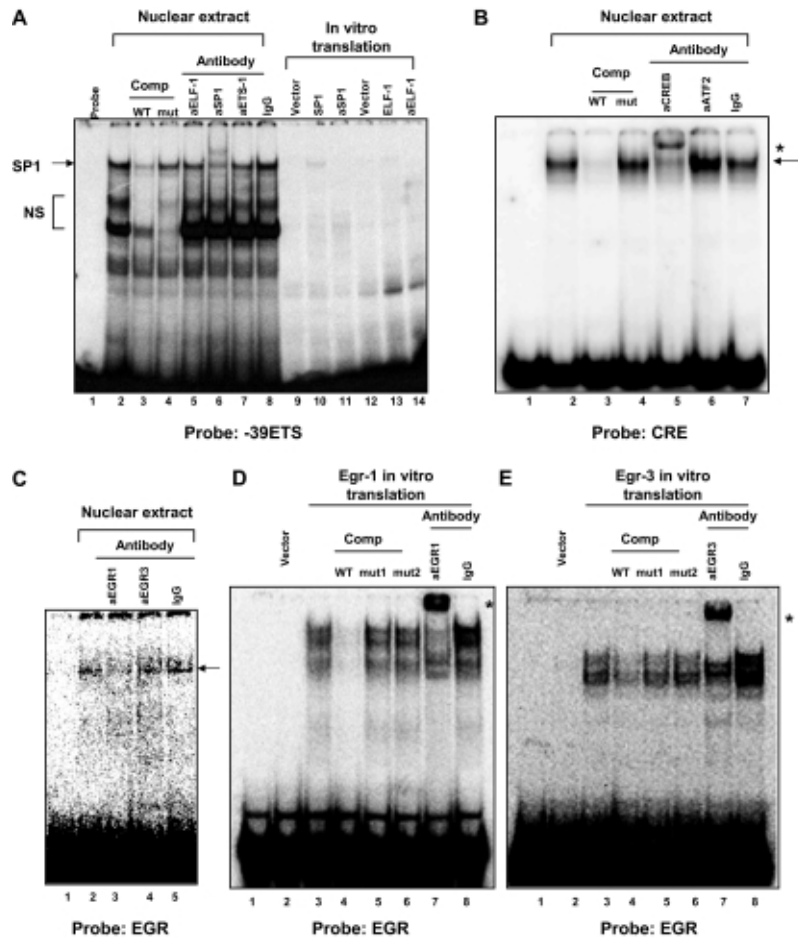 A
Nuclear extract
Antibody
In vitro
translation
Comp
Probe
WT
mut
aELF-1
aSP1
aETS-1
IgG
Vector
SP1
aSP1
Vector
ELF-1
aELF-1
SP1
NS
1 2 3 4 5 6 7 8 9 10 11 12 13 14
Probe: -39ETS
B
Nuclear extract
Antibody
Comp
WT
mut
aCREB
aATF2
IgG
*
1 2 3 4 5 6 7
Probe: CRE
C
Nuclear extract
Antibody
aEGR1
aEGR3
IgG
1 2 3 4 5
Probe: EGR
D
Egr-1 in vitro
translation
Antibody
Vector
Comp
WT mut1 mut2
aEGR1
IgG
*
1 2 3 4 5 6 7 8
Probe: EGR
E
Egr-3 in vitro
translation
Antibody
Vector
Comp
WT mut1 mut2
aEGR3
IgG
*
1 2 3 4 5 6 7 8
Probe: EGR